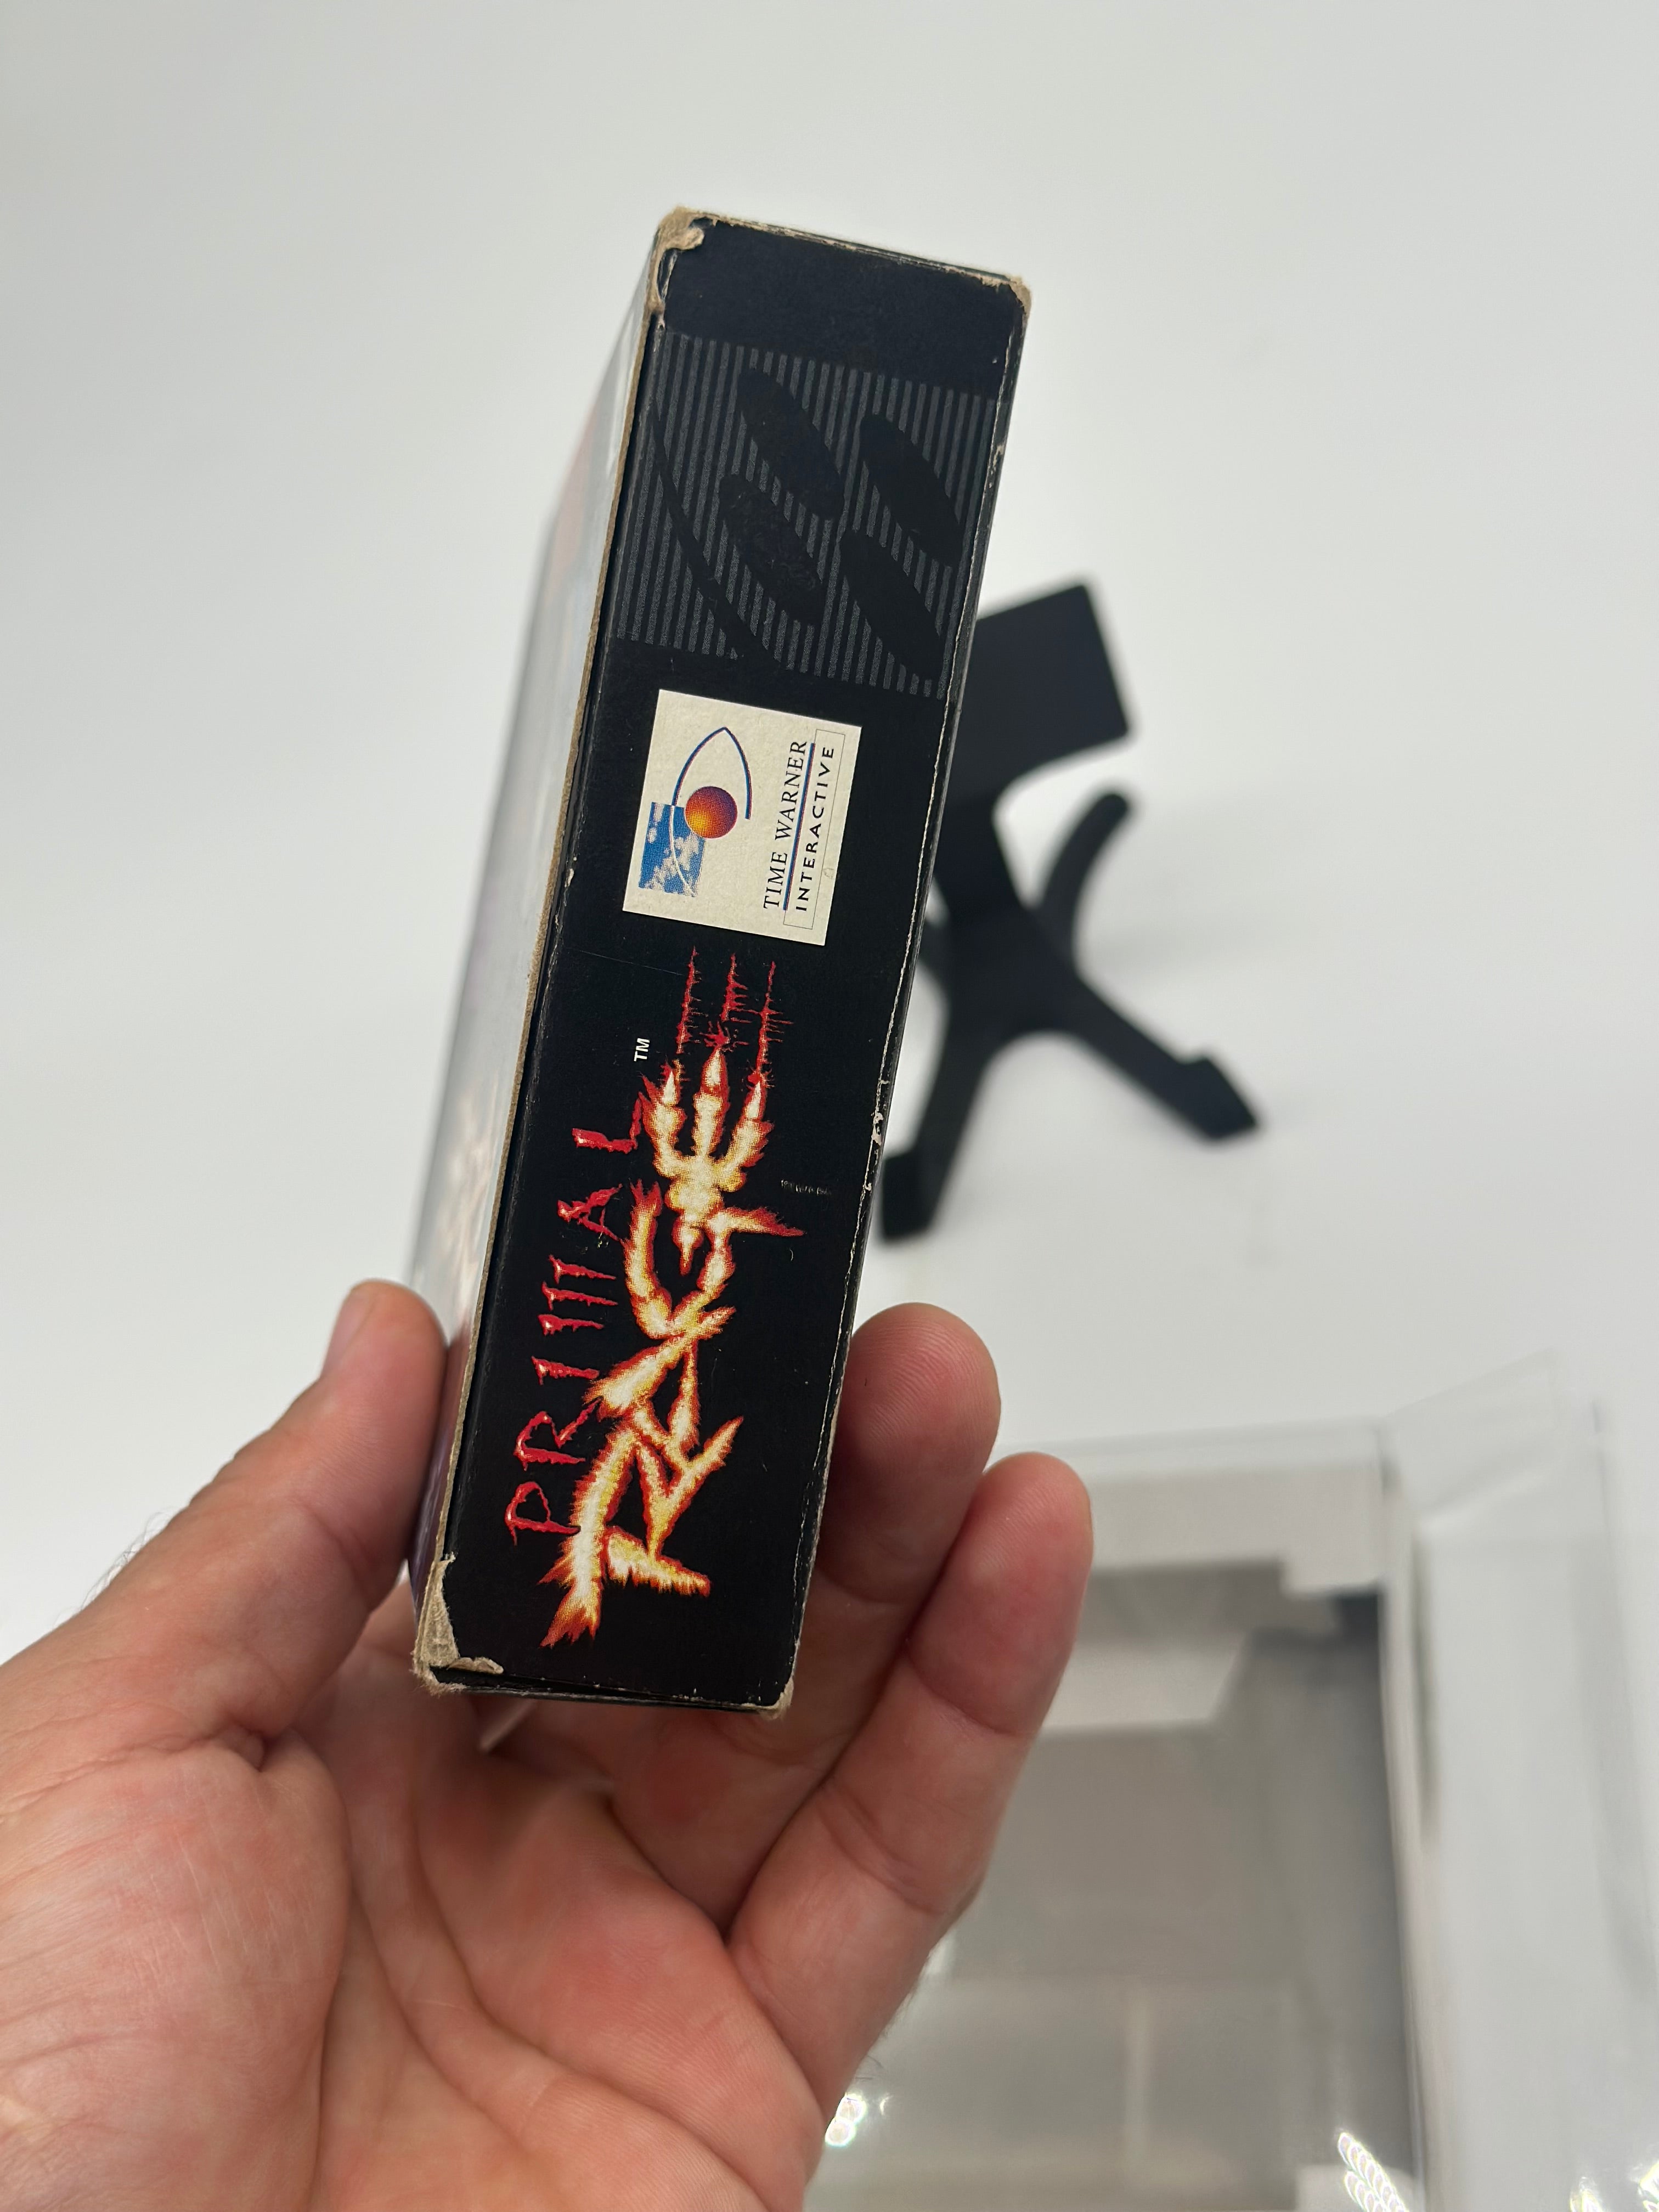 PRIMAL
RAGE
TM
TIME WARNER
INTERACTIVE